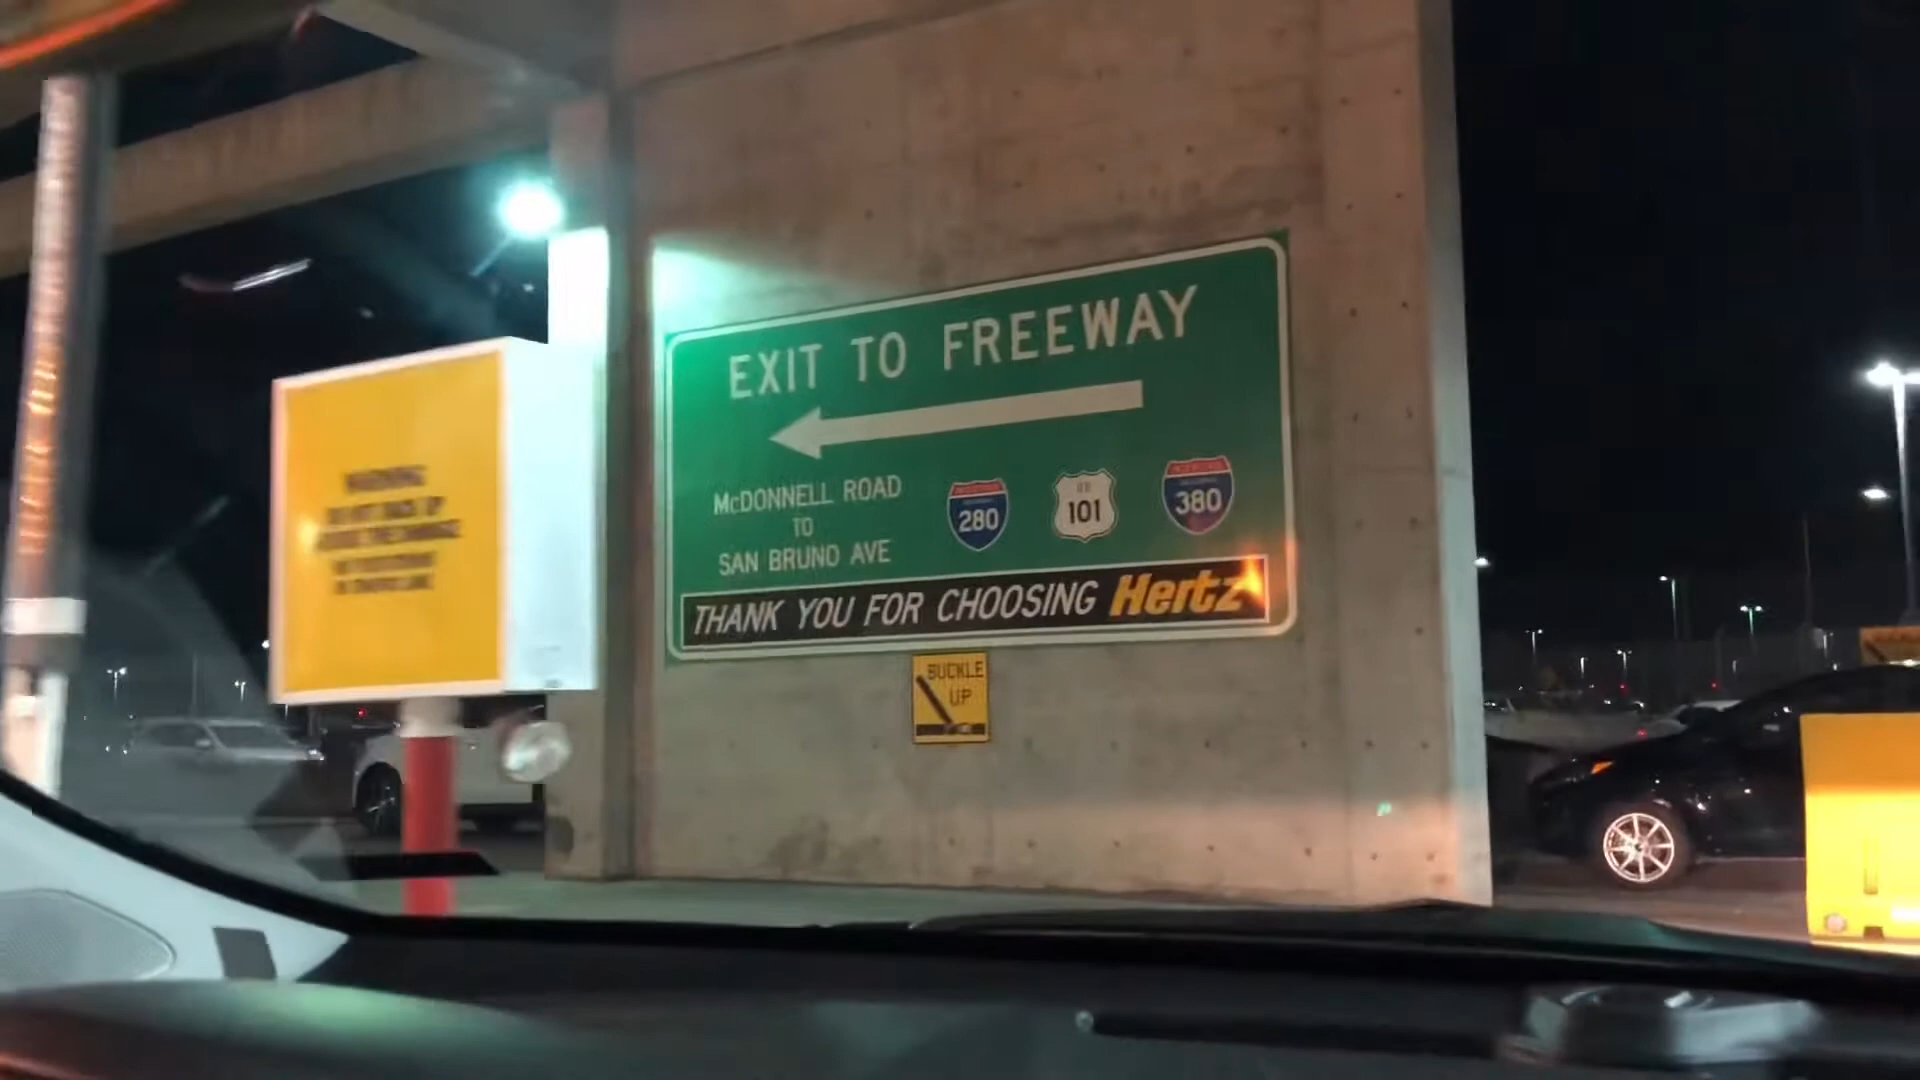 WARNING
EXIT TO FREEWAY
McDONNELL ROAD
TO
SAN BRUNO AVE
280
US
101
380
THANK YOU FOR CHOOSING Hertz
BUCKLE
UP